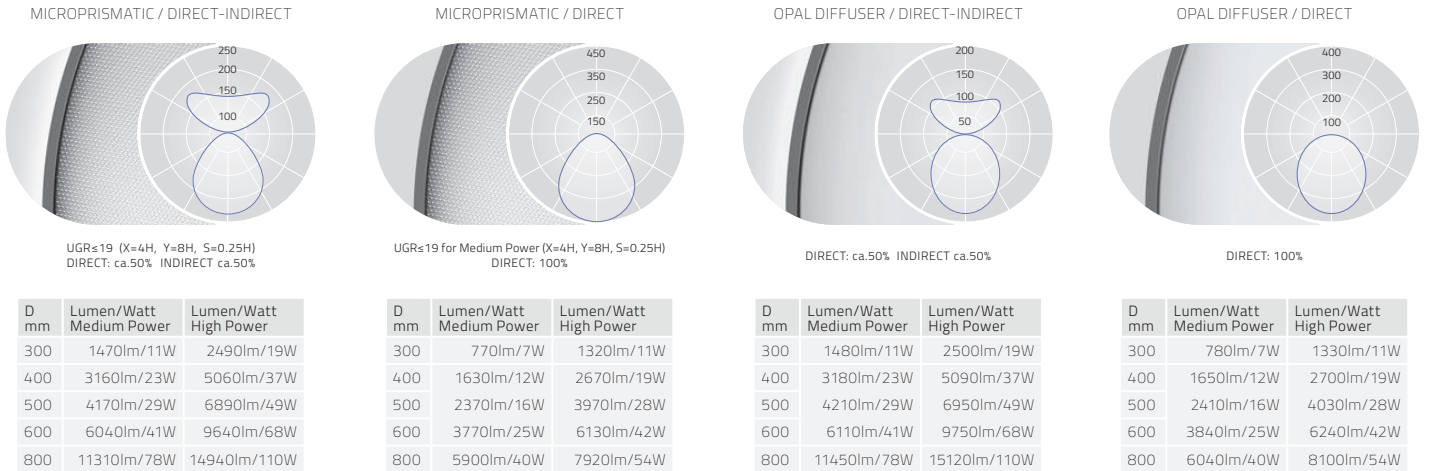 MICROPRISMATIC / DIRECT-INDIRECT
250
200
150
100
UGR≤19 (X=4H, Y=8H, S=0.25H)
DIRECT: ca.50% INDIRECT ca.50%
D mm Lumen/Watt Medium Power Lumen/Watt High Power
300 1470lm/11W 2490lm/19W
400 3160lm/23W 5060lm/37W
500 4170lm/29W 6890lm/49W
600 6040lm/41W 9640lm/68W
800 11310lm/78W 14940lm/110W
MICROPRISMATIC / DIRECT
450
350
250
150
UGR≤19 for Medium Power (X=4H, Y=8H, S=0.25H)
DIRECT: 100%
D mm Lumen/Watt Medium Power Lumen/Watt High Power
300 770lm/7W 1320lm/11W
400 1630lm/12W 2670lm/19W
500 2370lm/16W 3970lm/28W
600 3770lm/25W 6130lm/42W
800 5900lm/40W 7920lm/54W
OPAL DIFFUSER / DIRECT-INDIRECT
200
150
100
50
DIRECT: ca.50% INDIRECT ca.50%
D mm Lumen/Watt Medium Power Lumen/Watt High Power
300 1480lm/11W 2500lm/19W
400 3180lm/23W 5090lm/37W
500 4210lm/29W 6950lm/49W
600 6110lm/41W 9750lm/68W
800 11450lm/78W 15120lm/110W
OPAL DIFFUSER / DIRECT
400
300
200
100
DIRECT: 100%
D mm Lumen/Watt Medium Power Lumen/Watt High Power
300 780lm/7W 1330lm/11W
400 1650lm/12W 2700lm/19W
500 2410lm/16W 4030lm/28W
600 3840lm/25W 6240lm/42W
800 6040lm/40W 8100lm/54W